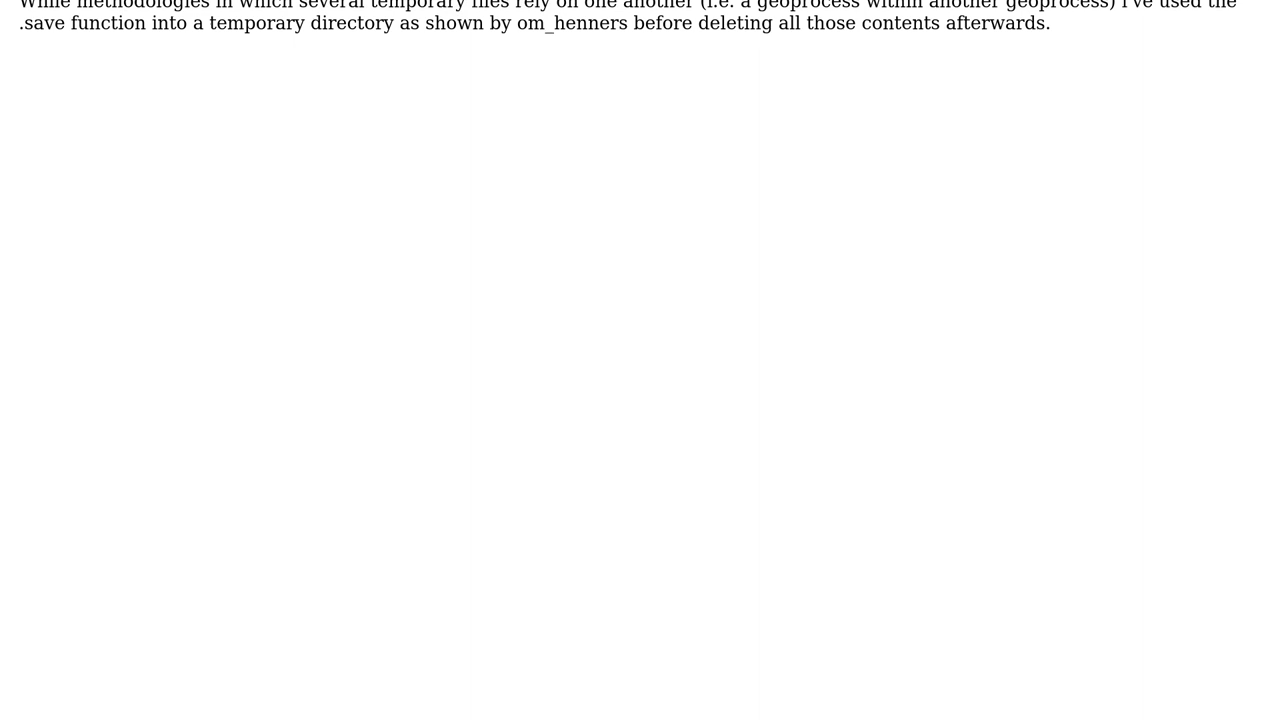 While methodologies in which several temporary files rely on one another (i.e. a geoprocess within another geoprocess) I've used the
.save function into a temporary directory as shown by om_henners before deleting all those contents afterwards.